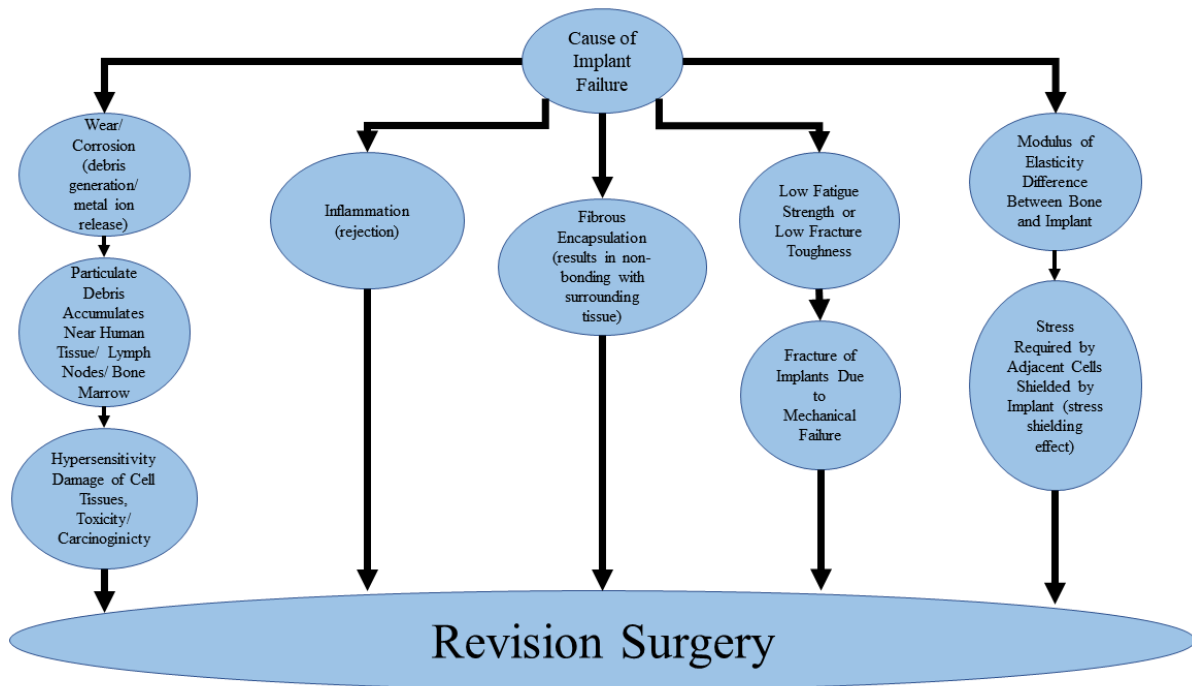 Cause of
Implant
Failure
Wear/
Corrosion
(debris
generation/
metal ion
release)
Particulate
Debris
Accumulates
Near Human
Tissue/ Lymph
Nodes/ Bone
Marrow
Hypersensitivity
Damage of Cell
Tissues,
Toxicity/
Carcinoginicty
Inflammation
(rejection)
Fibrous
Encapsulation
(results in non-
bonding with
surrounding
tissue)
Low Fatigue
Strength or
Low Fracture
Toughness
Fracture of
Implants Due
to
Mechanical
Failure
Modulus of
Elasticity
Difference
Between Bone
and Implant
Stress
Required by
Adjacent Cells
Shielded by
Implant (stress
shielding
effect)
Revision Surgery